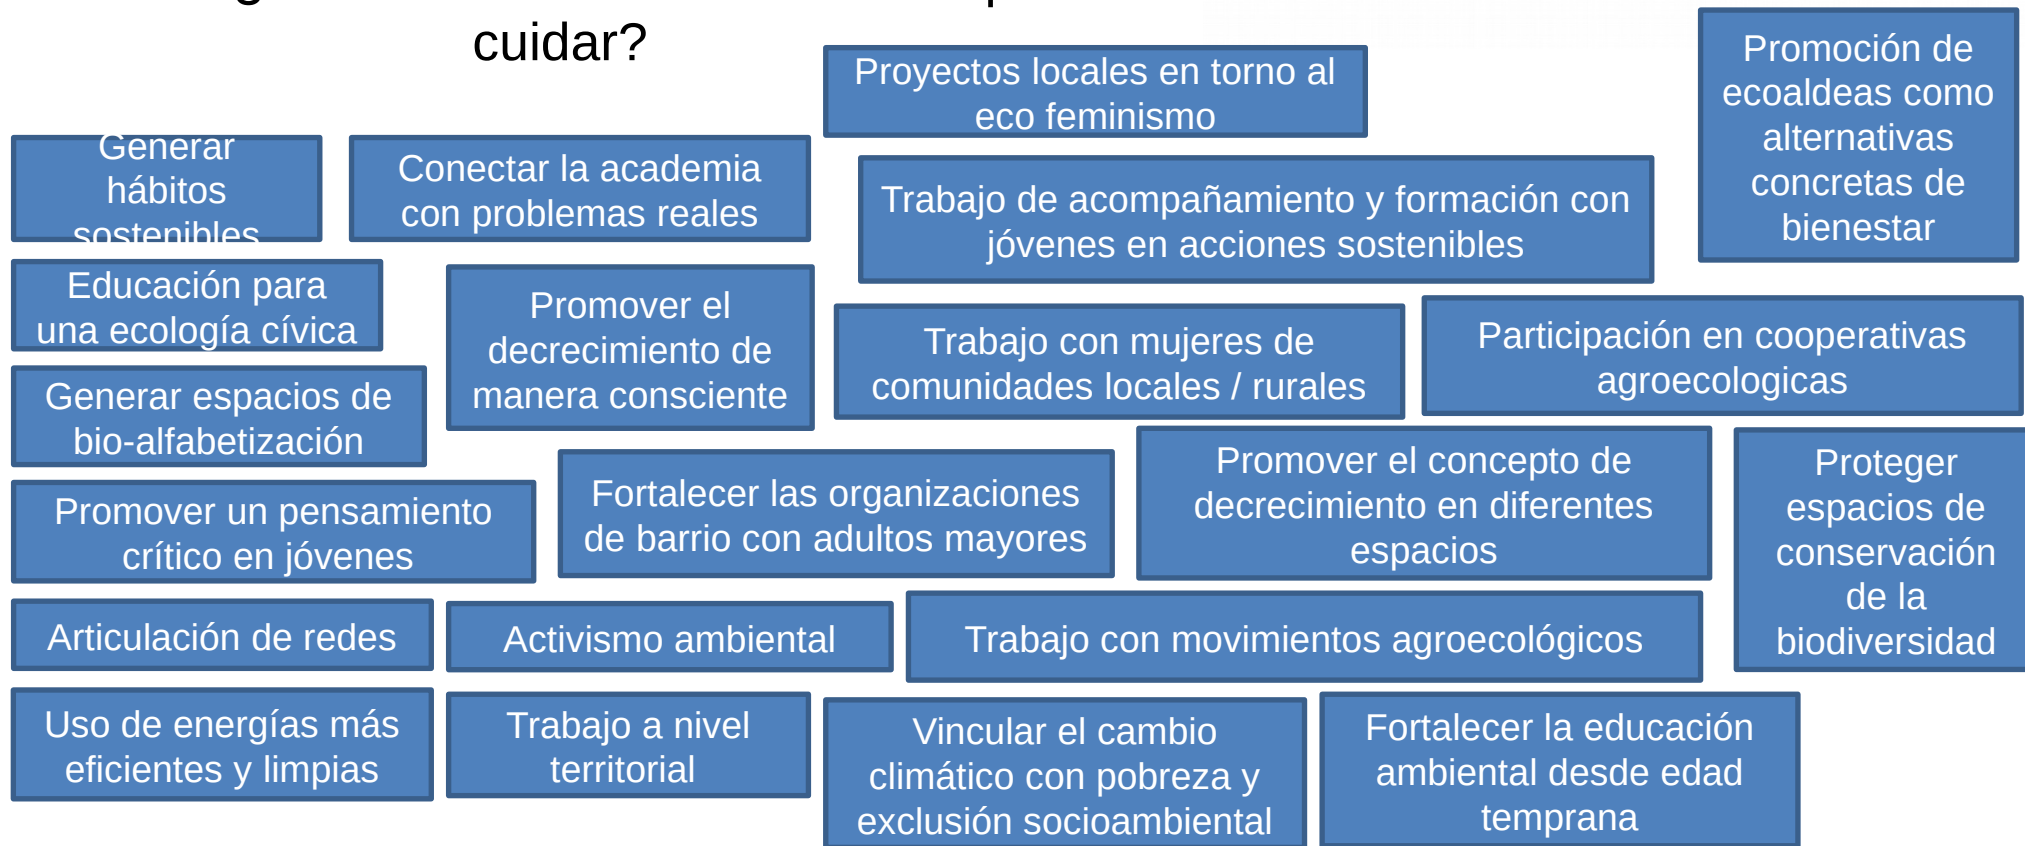 cuidar?
Proyectos locales en torno al
eco feminismo
Promoción de
ecoaldeas como
alternativas
concretas de
bienestar
Generar
hábitos
sostenibles
Conectar la academia
con problemas reales
Trabajo de acompañamiento y formación con
jóvenes en acciones sostenibles
Educación para
una ecología cívica
Promover el
decrecimiento de
manera consciente
Trabajo con mujeres de
comunidades locales / rurales
Participación en cooperativas
agroecologicas
Generar espacios de
bio-alfabetización
Fortalecer las organizaciones
de barrio con adultos mayores
Promover el concepto de
decrecimiento en diferentes
espacios
Proteger
espacios de
conservación
de la
biodiversidad
Promover un pensamiento
crítico en jóvenes
Articulación de redes
Activismo ambiental
Trabajo con movimientos agroecológicos
Uso de energías más
eficientes y limpias
Trabajo a nivel
territorial
Vincular el cambio
climático con pobreza y
exclusión socioambiental
Fortalecer la educación
ambiental desde edad
temprana